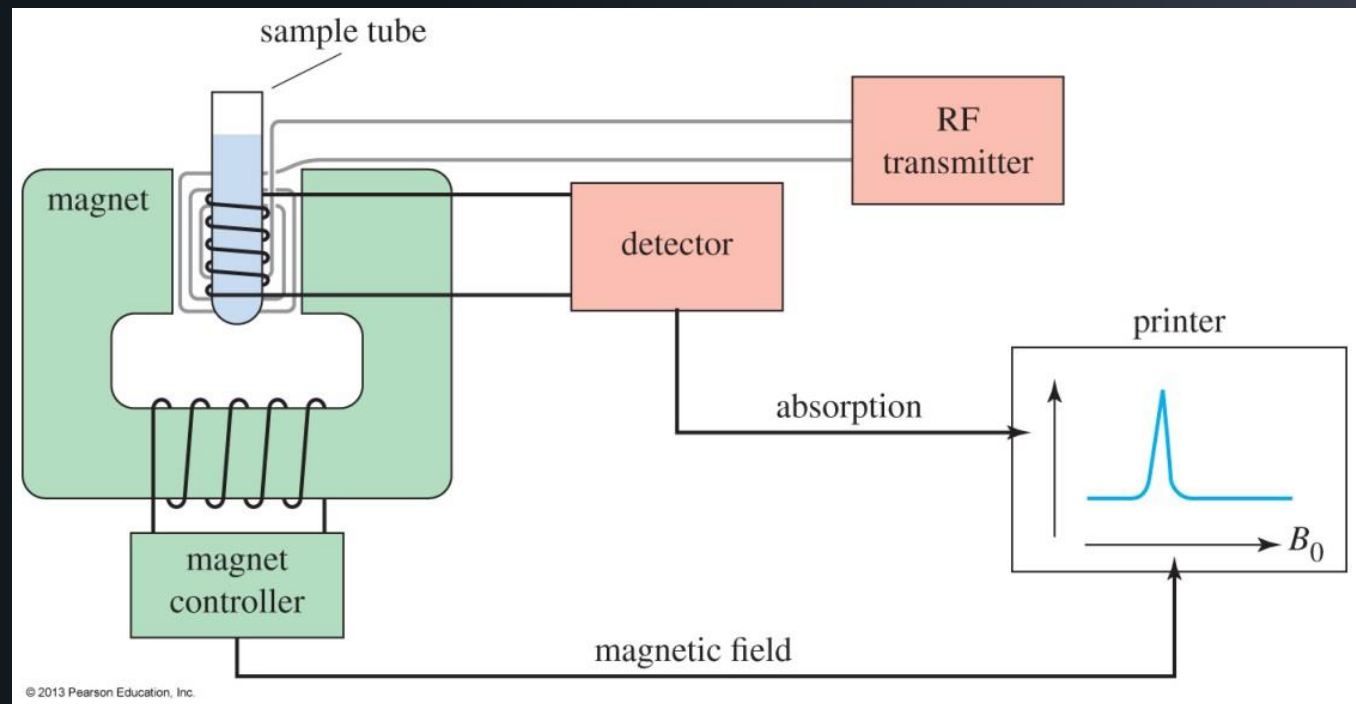 sample tube
RF
transmitter
magnet
detector
printer
absorption
B0
magnet
controller
magnetic field
© 2013 Pearson Education, Inc.